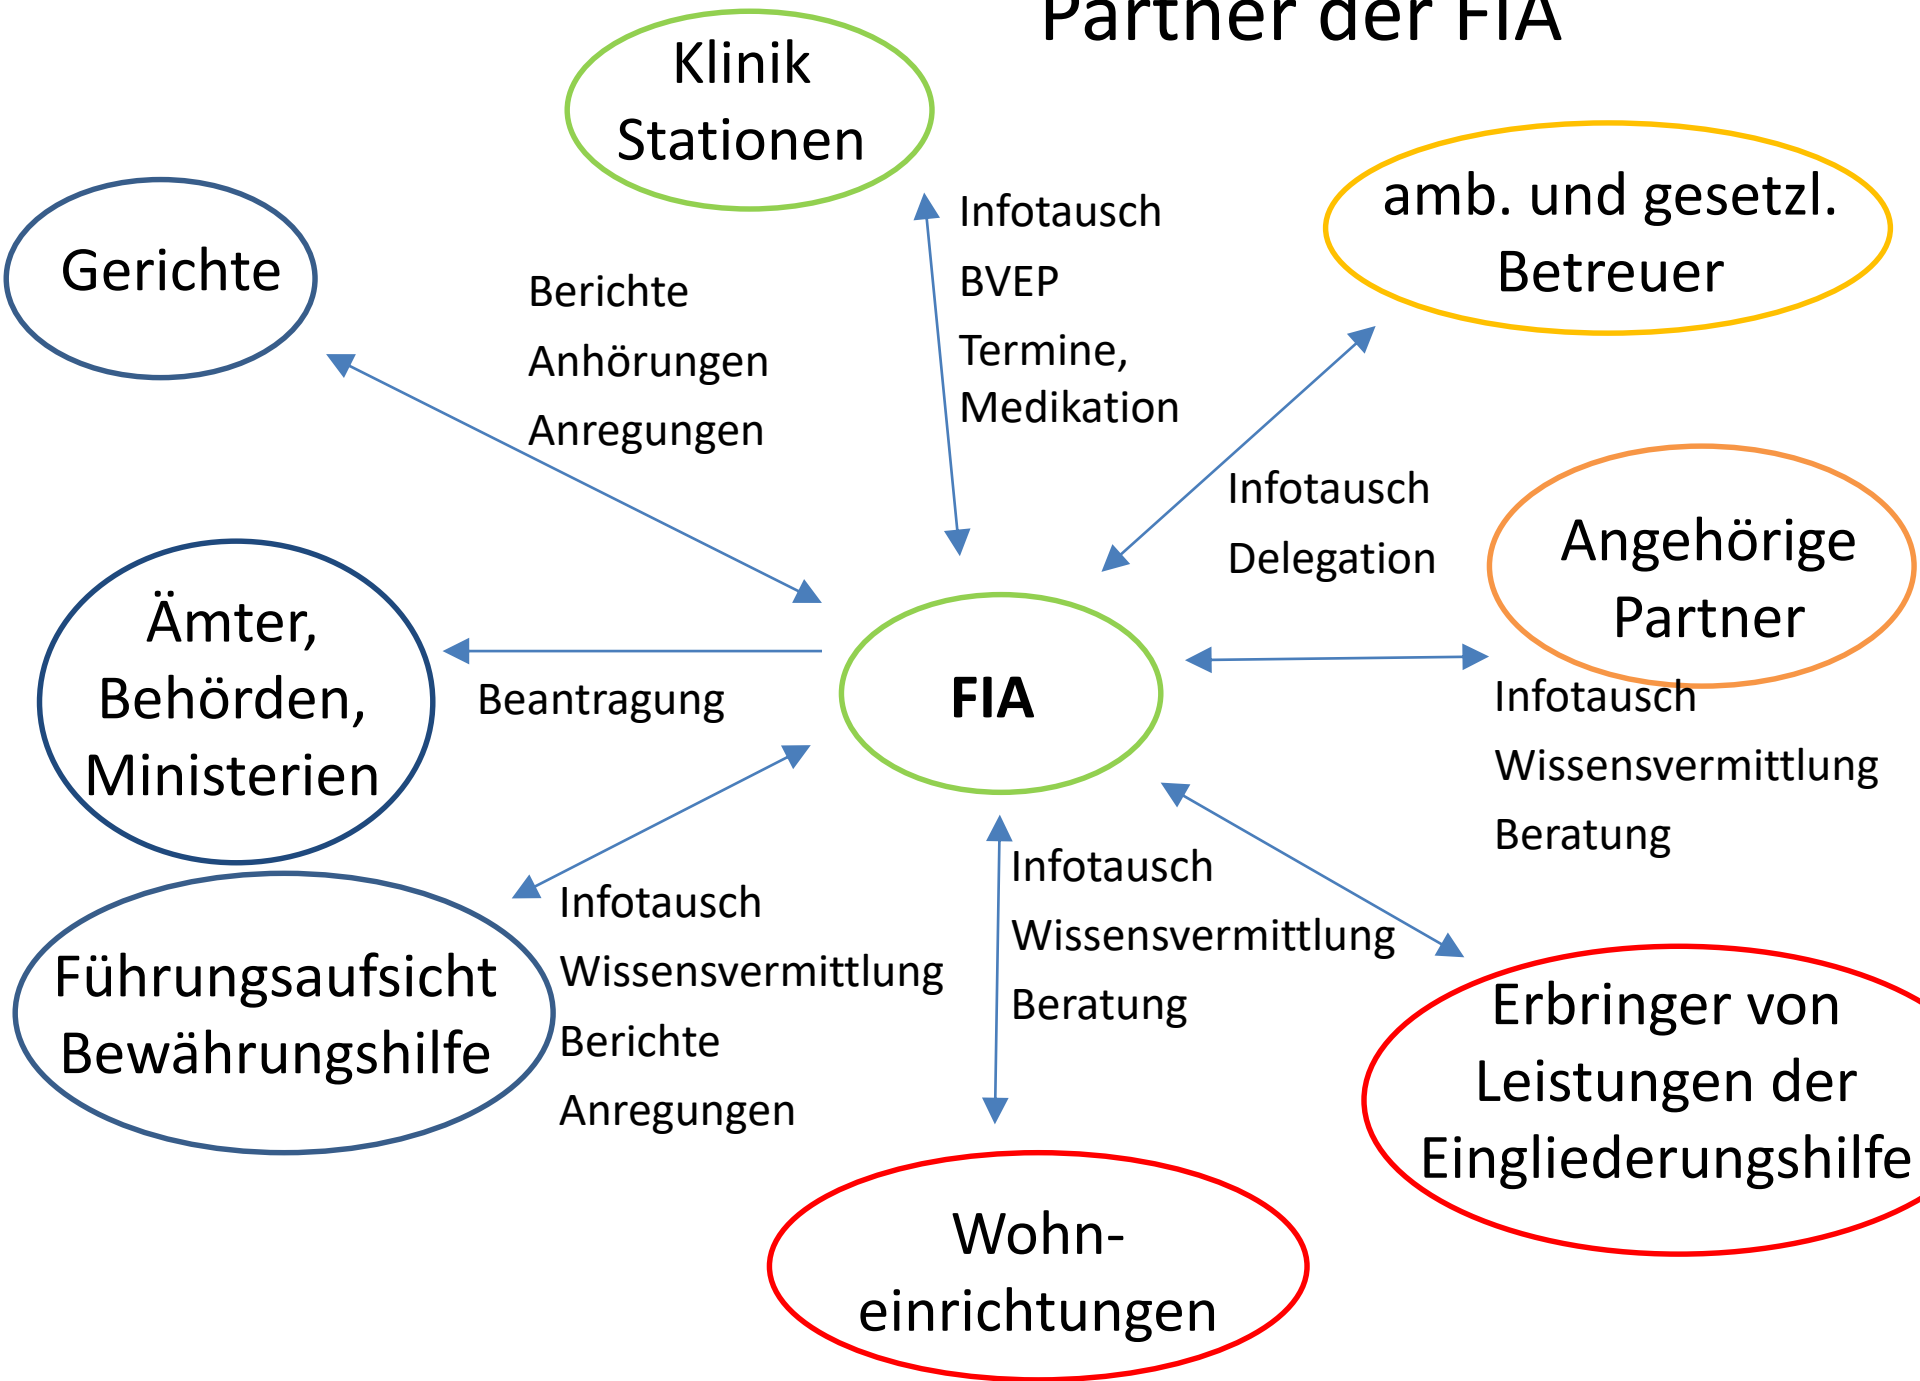 Partner der FIA
Klinik
Stationen
amb. und gesetzl.
Betreuer
Gerichte
Infotausch
BVEP
Termine,
Medikation
Berichte
Anhörungen
Anregungen
Infotausch
Delegation
Angehörige
Partner
Ämter,
Behörden,
Ministerien
Beantragung
FIA
Infotausch
Wissensvermittlung
Beratung
Führungsaufsicht
Bewährungshilfe
Infotausch
Wissensvermittlung
Berichte
Anregungen
Infotausch
Wissensvermittlung
Beratung
Erbringer von
Leistungen der
Eingliederungshilfe
Wohn-
einrichtungen